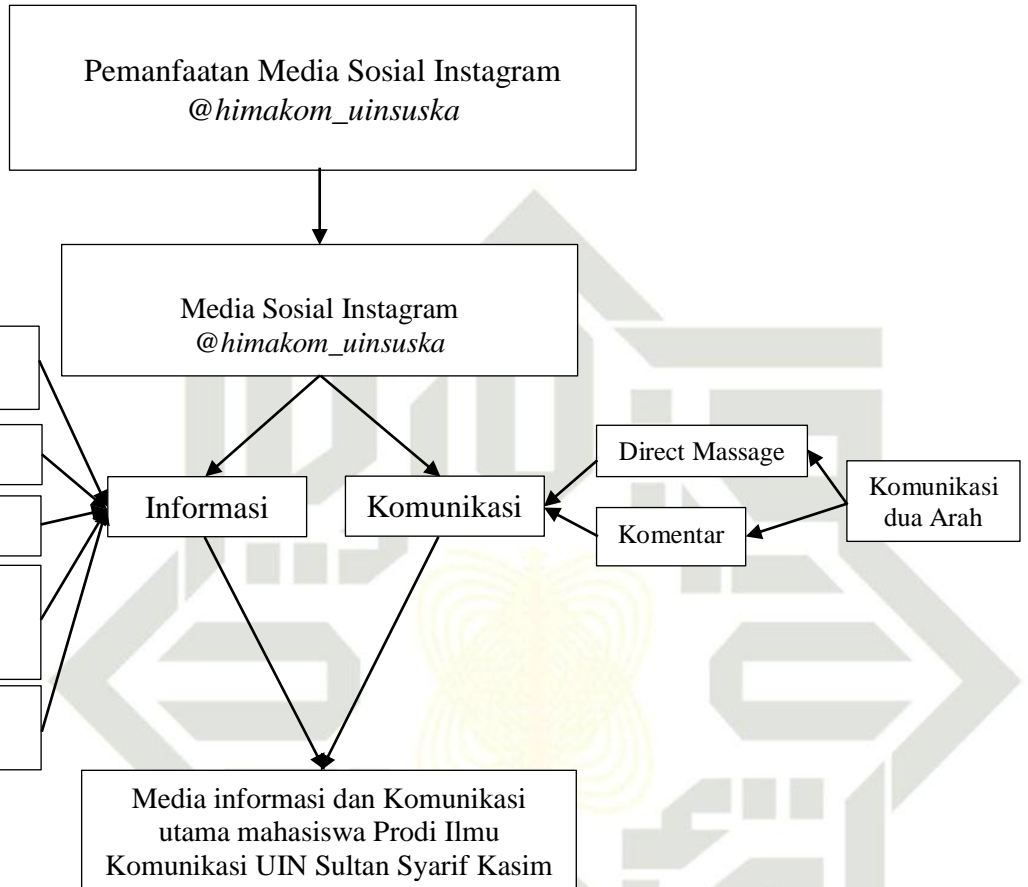 Pemanfaatan Media Sosial Instagram
@himakom_uinsuska
Media Sosial Instagram
@himakom_uinsuska
Informasi
Komunikasi
Direct Massage
Komentar
Komunikasi
dua Arah
Media informasi dan Komunikasi
utama mahasiswa Prodi Ilmu
Komunikasi UIN Sultan Syarif Kasim